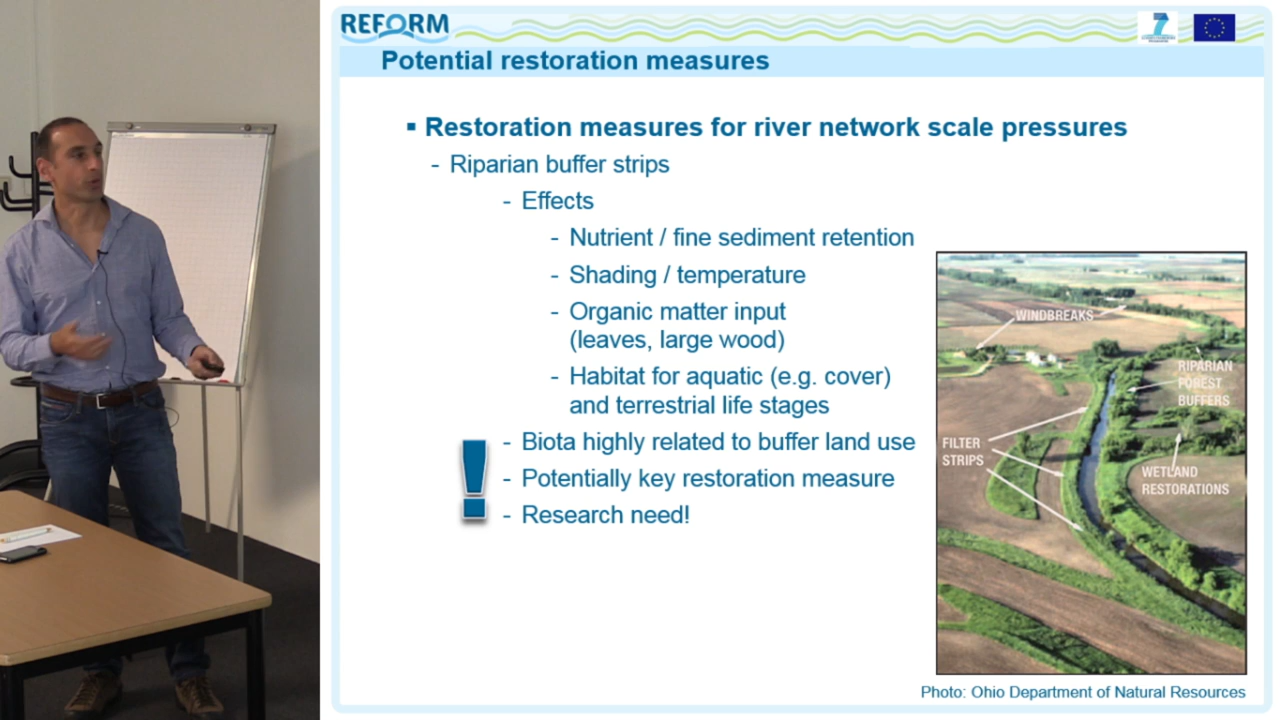 REFORM
7
Potential restoration measures
▪ Restoration measures for river network scale pressures
- Riparian buffer strips
- Effects
- Nutrient / fine sediment retention
- Shading / temperature
- Organic matter input
(leaves, large wood)
- Habitat for aquatic (e.g. cover)
and terrestrial life stages
- Biota highly related to buffer land use
- Potentially key restoration measure
- Research need!
!
WINDBREAKS
RIPARIAN
FOREST
BUFFERS
FILTER
STRIPS
WETLAND
RESTORATIONS
Photo: Ohio Department of Natural Resources